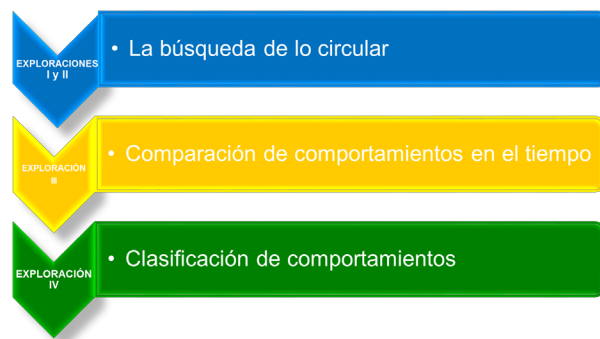 EXPLORACIONES
I y II
• La búsqueda de lo circular
EXPLORACIÓN
III
• Comparación de comportamientos en el tiempo
EXPLORACIÓN
IV
• Clasificación de comportamientos